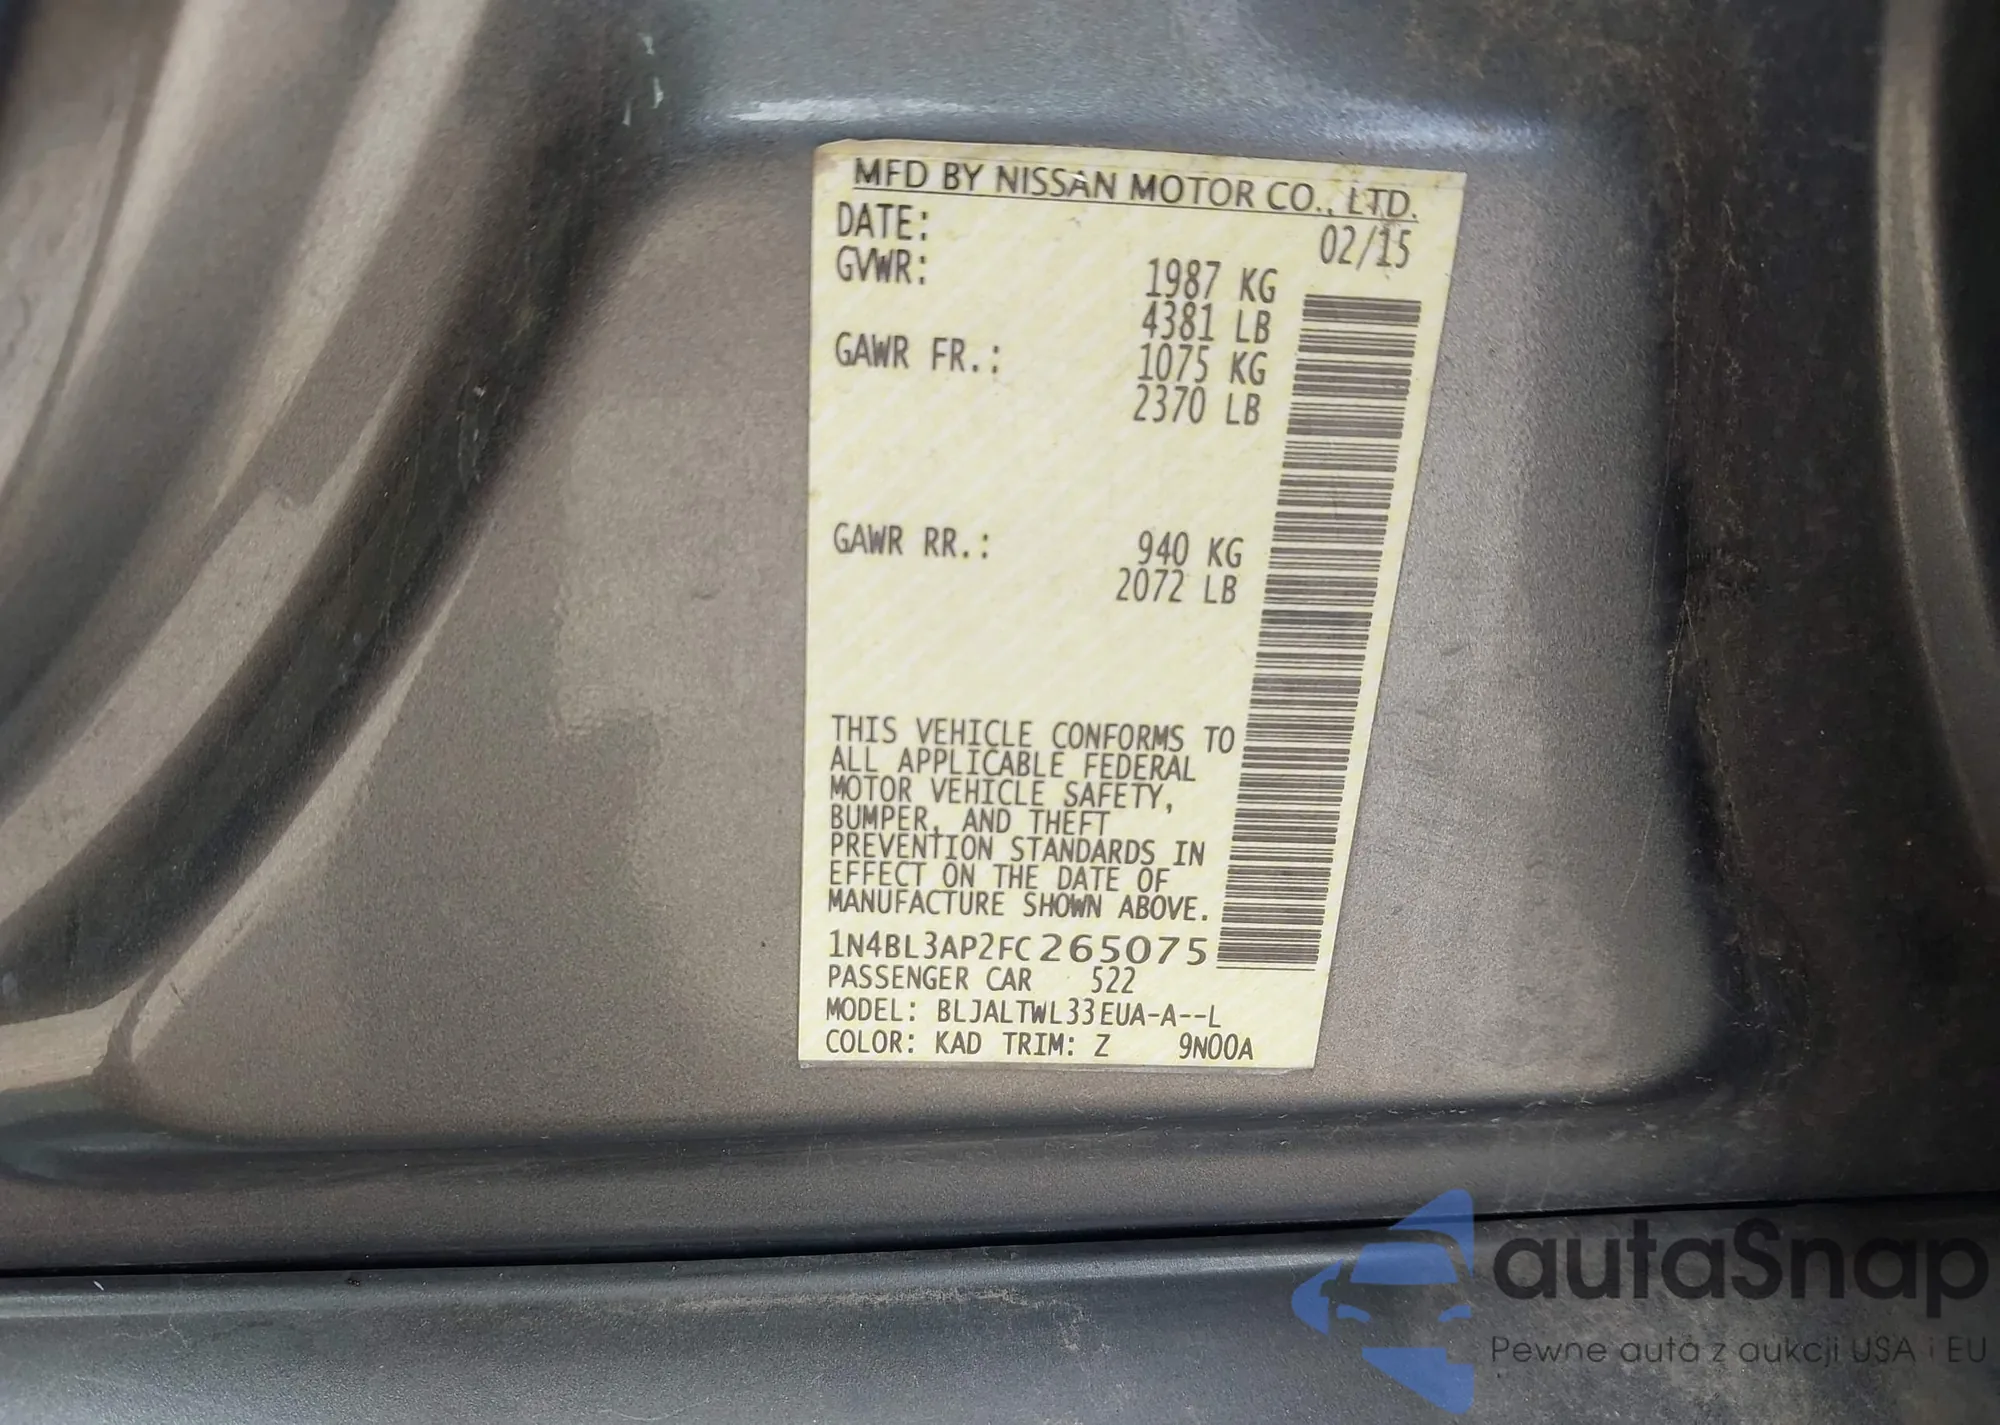 MFD BY NISSAN MOTOR CO., LTD.
DATE: 02/15
GVWR: 1987 KG
4381 LB
GAWR FR.: 1075 KG
2370 LB
GAWR RR.: 940 KG
2072 LB
THIS VEHICLE CONFORMS TO
ALL APPLICABLE FEDERAL
MOTOR VEHICLE SAFETY,
BUMPER, AND THEFT
PREVENTION STANDARDS IN
EFFECT ON THE DATE OF
MANUFACTURE SHOWN ABOVE.
1N4BL3AP2FC265075
PASSENGER CAR 522
MODEL: BLJALTWL33EUA-A--L
COLOR: KAD TRIM: Z 9N00A
autaSnap
Pewne auta z aukcji USA i EU